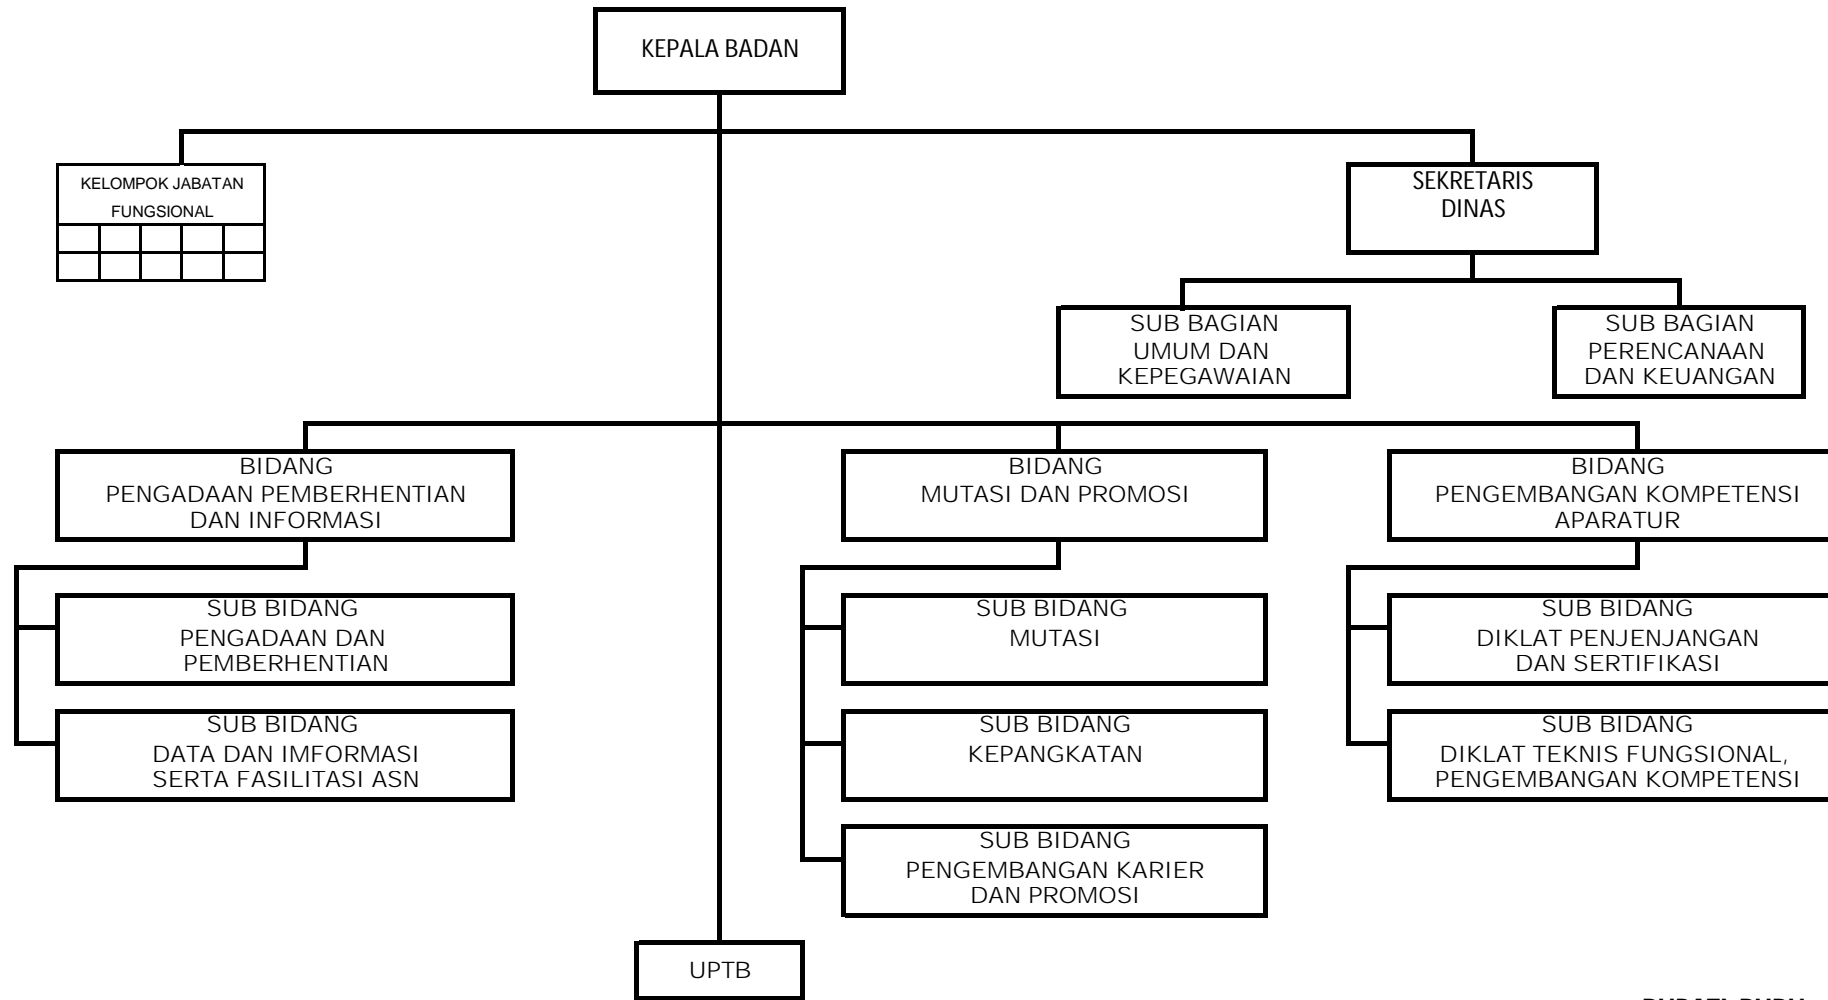 KEPALA BADAN
KELOMPOK JABATAN
FUNGSIONAL
SEKRETARIS
DINAS
SUB BAGIAN
UMUM DAN
KEPEGAWAIAN
SUB BAGIAN
PERENCANAAN
DAN KEUANGAN
BIDANG
PENGADAAN PEMBERHENTIAN
DAN INFORMASI
BIDANG
MUTASI DAN PROMOSI
BIDANG
PENGEMBANGAN KOMPETENSI
APARATUR
SUB BIDANG
PENGADAAN DAN
PEMBERHENTIAN
SUB BIDANG
DATA DAN IMFORMASI
SERTA FASILITASI ASN
SUB BIDANG
MUTASI
SUB BIDANG
KEPANGKATAN
SUB BIDANG
PENGEMBANGAN KARIER
DAN PROMOSI
SUB BIDANG
DIKLAT PENJENJANGAN
DAN SERTIFIKASI
SUB BIDANG
DIKLAT TEKNIS FUNGSIONAL,
PENGEMBANGAN KOMPETENSI
UPTB